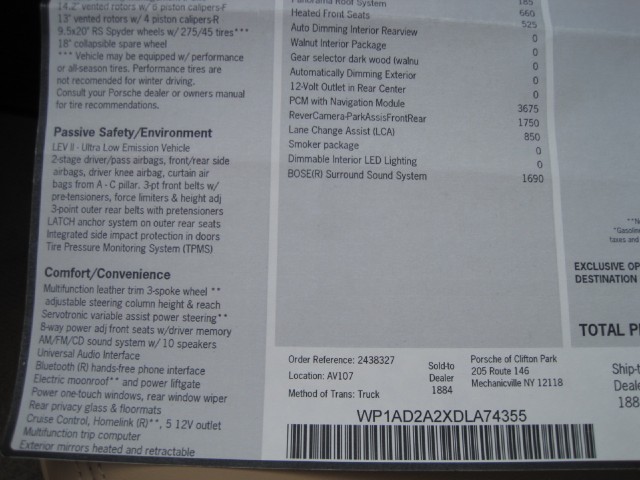 14.2" vented rotors w/ 6 piston calipers-F
13" vented rotors w/ 4 piston calipers-R
9.5x20" RS Spyder wheels w/ 275/45 tires***
18" collapsible spare wheel
*** Vehicle may be equipped w/ performance
or all-season tires. Performance tires are
not recomended for winter driving.
Consult your Porsche dealer or owners manual
for tire recommendations.
Passive Safety/Environment
LEV II - Ultra Low Emission Vehicle
2-stage driver/pass airbags, front/rear side
airbags, driver knee airbag, curtain air
bags from A - C pillar. 3-pt front belts w/
pre-tensioners, force limiters & height adj
3-point outer rear belts with pretensioners
LATCH anchor system on outer rear seats
Integrated side impact protection in doors
Tire Pressure Monitoring System (TPMS)
Comfort/Convenience
Multifunction leather trim 3-spoke wheel **
adjustable steering column height & reach
Servotronic variable assist power steering**
8-way power adj front seats w/driver memory
AM/FM/CD sound system w/ 10 speakers
Universal Audio Interface
Bluetooth (R) hands-free phone interface
Electric moonroof** and power liftgate
Power one-touch windows, rear window wiper
Rear privacy glass & floormats
Cruise Control, Homelink (R)**, 5 12V outlet
Multifunction trip computer
Exterior mirrors heated and retractable
Panorama Roof System
Heated Front Seats 660
Auto Dimming Interior Rearview 525
Walnut Interior Package 0
Gear selector dark wood (walnu 0
Automatically Dimming Exterior 0
12-Volt Outlet in Rear Center 0
PCM with Navigation Module 3675
ReverCamera-ParkAssisFrontRear 1750
Lane Change Assist (LCA) 850
Smoker package 0
Dimmable Interior LED Lighting 0
BOSE(R) Surround Sound System 1690
Order Reference: 2438327
Location: AV107
Method of Trans: Truck
Sold-to
Dealer
1884
Porsche of Clifton Park
205 Route 146
Mechanicville NY 12118
WP1AD2A2XDLA74355
taxes and
EXCLUSIVE OP
DESTINATION
TOTAL P
Ship-t
Deale
188